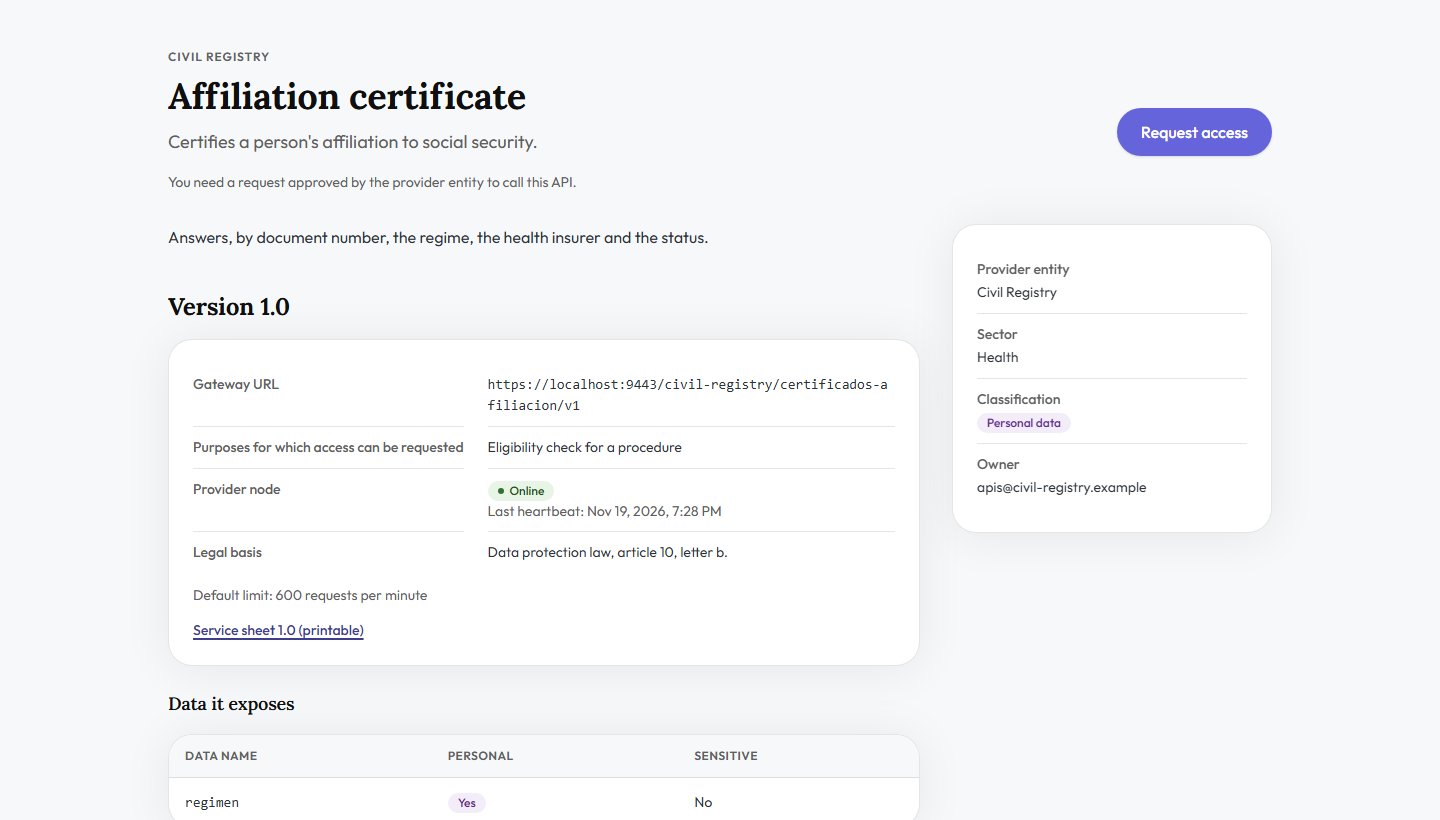 CIVIL REGISTRY
Affiliation certificate
Certifies a person's affiliation to social security.
You need a request approved by the provider entity to call this API.
Request access
Answers, by document number, the regime, the health insurer and the status.
Version 1.0
Gateway URL
https://localhost:9443/civil-registry/certificados-a
filiacion/v1
Purposes for which access can be requested
Eligibility check for a procedure
Provider node
Online
Last heartbeat: Nov 19, 2026, 7:28 PM
Legal basis
Data protection law, article 10, letter b.
Default limit: 600 requests per minute
Service sheet 1.0 (printable)
Provider entity
Civil Registry
Sector
Health
Classification
Personal data
Owner
apis@civil-registry.example
Data it exposes
DATA NAME PERSONAL SENSITIVE
regimen Yes No